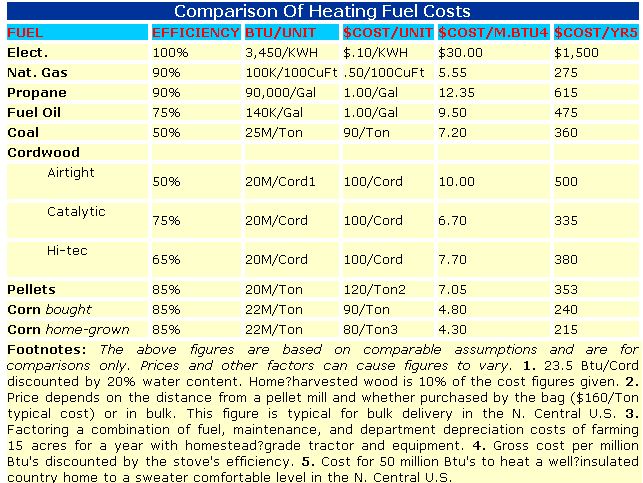 Comparison Of Heating Fuel Costs
FUEL EFFICIENCY BTU/UNIT $COST/UNIT $COST/M.BTU4 $COST/YR5
Elect. 100% 3,450/KWH $.10/KWH $30.00 $1,500
Nat. Gas 90% 100K/100CuFt .50/100CuFt 5.55 275
Propane 90% 90,000/Gal 1.00/Gal 12.35 615
Fuel Oil 75% 140K/Gal 1.00/Gal 9.50 475
Coal 50% 25M/Ton 90/Ton 7.20 360
Cordwood
Airtight 50% 20M/Cord1 100/Cord 10.00 500
Catalytic 75% 20M/Cord 100/Cord 6.70 335
Hi-tec 65% 20M/Cord 100/Cord 7.70 380
Pellets 85% 20M/Ton 120/Ton2 7.05 353
Corn bought 85% 22M/Ton 90/Ton 4.80 240
Corn home-grown 85% 22M/Ton 80/Ton3 4.30 215
Footnotes: The above figures are based on comparable assumptions and are for
comparisons only. Prices and other factors can cause figures to vary. 1. 23.5 Btu/Cord
discounted by 20% water content. Home?harvested wood is 10% of the cost figures given. 2.
Price depends on the distance from a pellet mill and whether purchased by the bag ($160/Ton
typical cost) or in bulk. This figure is typical for bulk delivery in the N. Central U.S. 3.
Factoring a combination of fuel, maintenance, and department depreciation costs of farming
15 acres for a year with homestead?grade tractor and equipment. 4. Gross cost per million
Btu's discounted by the stove's efficiency. 5. Cost for 50 million Btu's to heat a well?insulated
country home to a sweater comfortable level in the N. Central U.S.